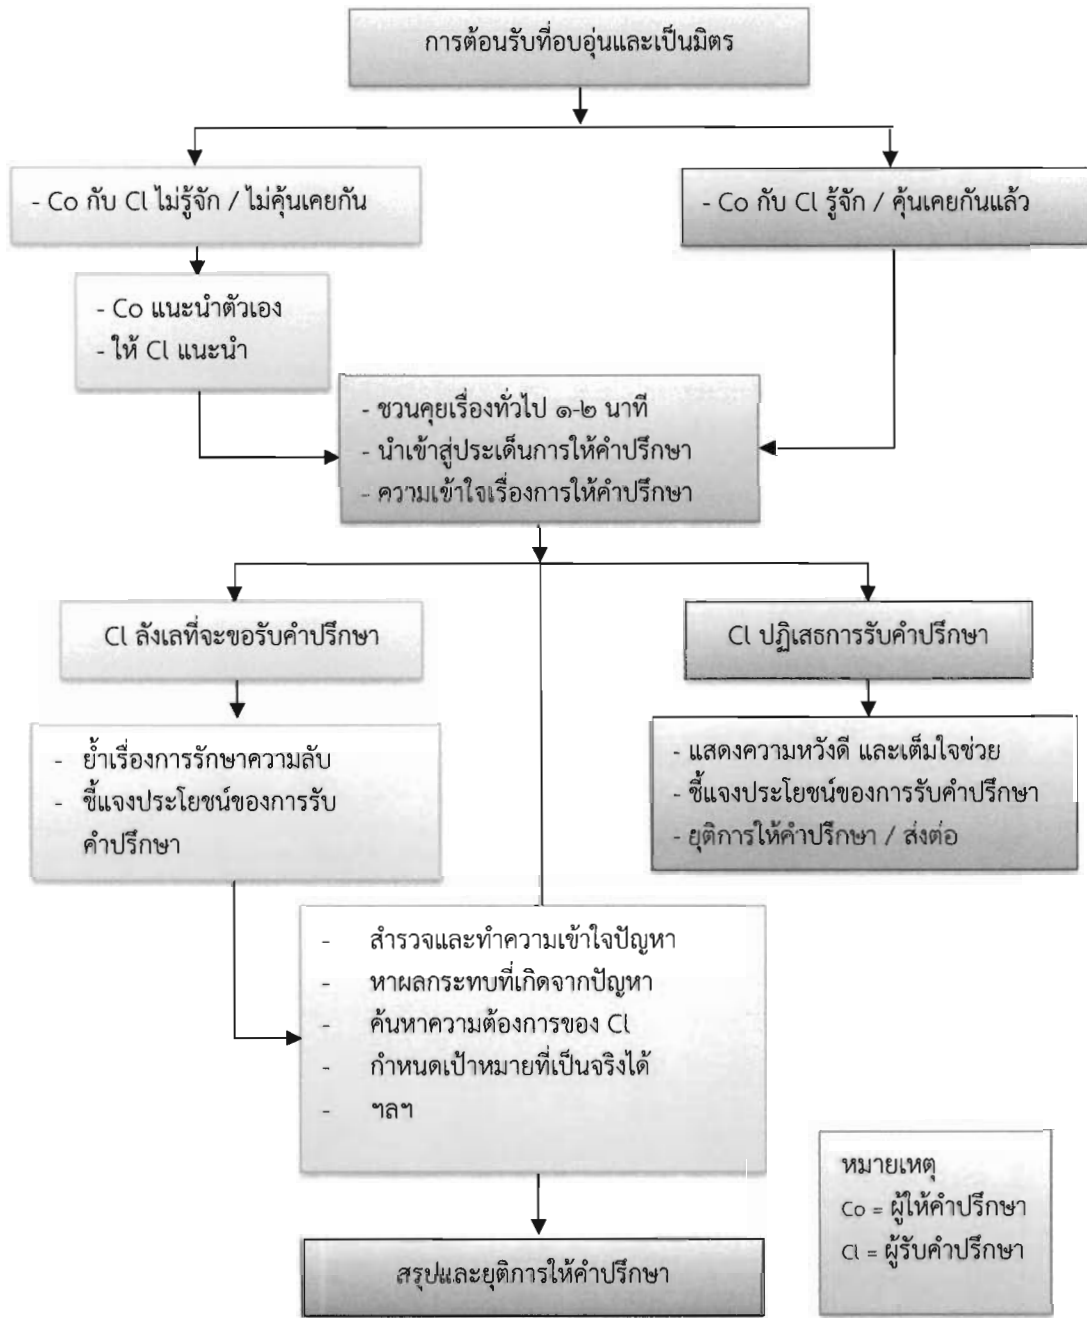 การต้อนรับที่อบอุ่นและเป็นมิตร
- Co กับ Cl ไม่รู้จัก / ไม่คุ้นเคยกัน
- Co กับ Cl รู้จัก / คุ้นเคยกันแล้ว
- Co แนะนำตัวเอง
- ให้ Cl แนะนำ
- ชวนคุยเรื่องทั่วไป ๑-๒ นาที
- นำเข้าสู่ประเด็นการให้คำปรึกษา
- ความเข้าใจเรื่องการให้คำปรึกษา
Cl ลังเลที่จะขอรับคำปรึกษา
Cl ปฏิเสธการรับคำปรึกษา
- ย้ำเรื่องการรักษาความลับ
- ชี้แจงประโยชน์ของการรับ
คำปรึกษา
- แสดงความหวังดี และเต็มใจช่วย
- ชี้แจงประโยชน์ของการรับคำปรึกษา
- ยุติการให้คำปรึกษา / ส่งต่อ
- สำรวจและทำความเข้าใจปัญหา
- หาผลกระทบที่เกิดจากปัญหา
- ค้นหาความต้องการของ Cl
- กำหนดเป้าหมายที่เป็นจริงได้
- ฯลฯ
หมายเหตุ
Co = ผู้ให้คำปรึกษา
Cl = ผู้รับคำปรึกษา
สรุปและยุติการให้คำปรึกษา